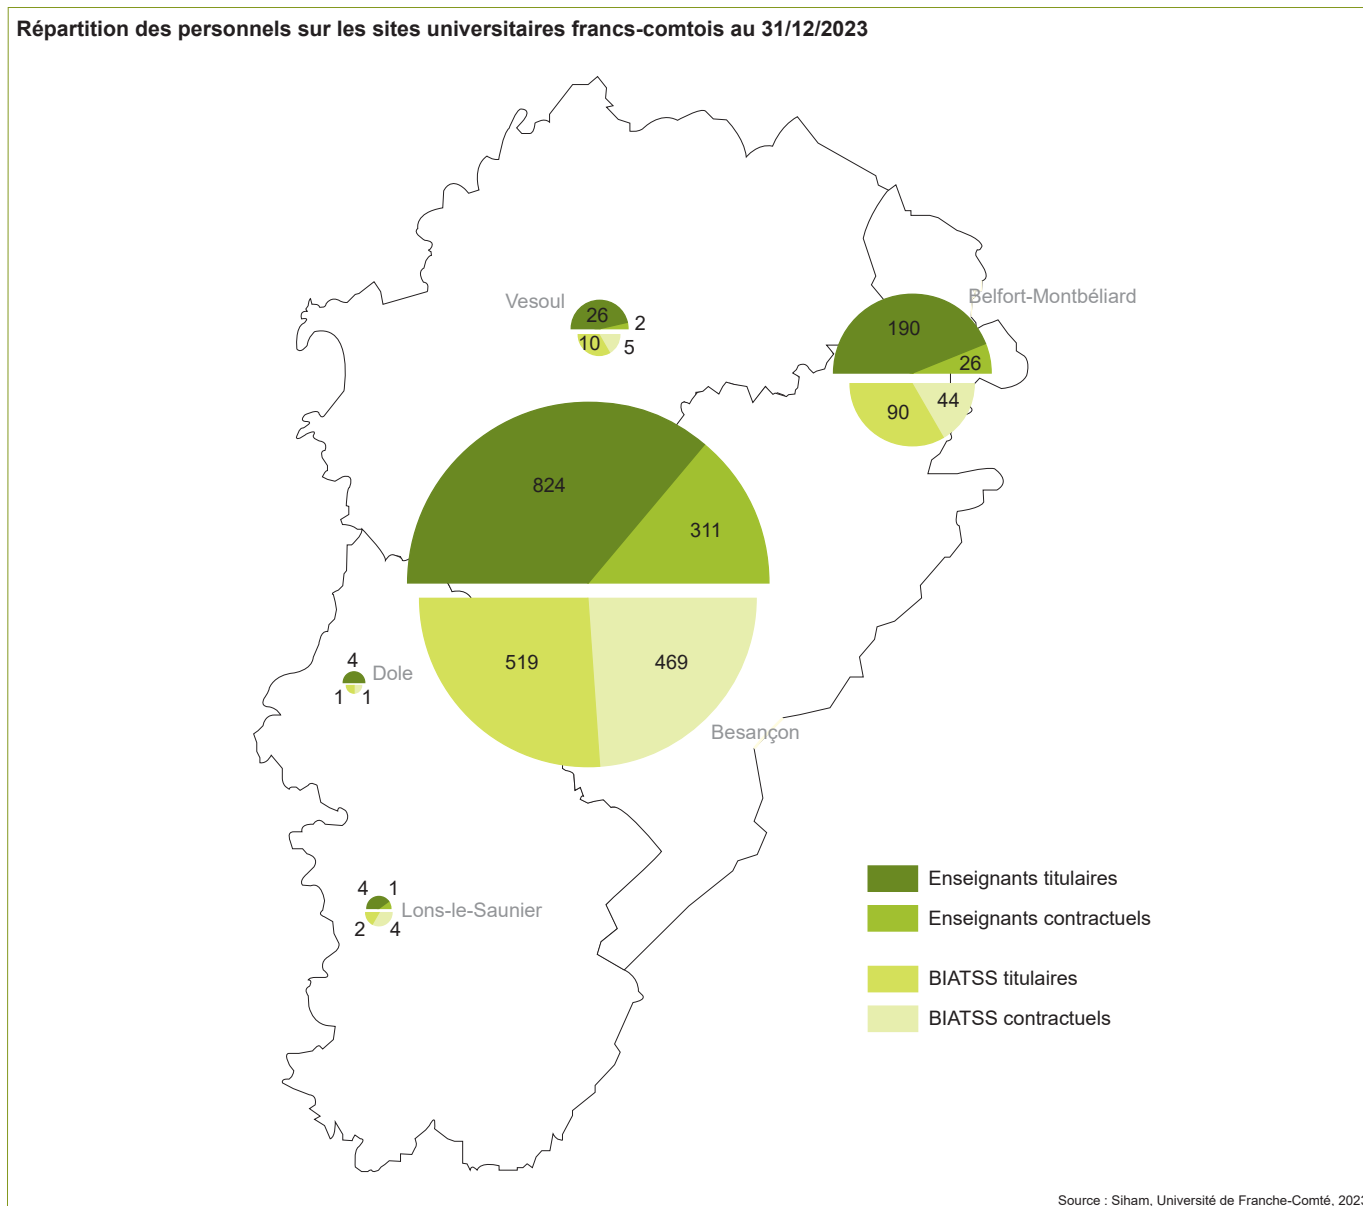 Répartition des personnels sur les sites universitaires francs-comtois au 31/12/2023
Vesoul
26
2
10
5
Belfort-Montbéliard
190
26
90
44
824
311
519
469
Besançon
4
Dole
1
1
4
1
Lons-le-Saunier
2
4
Enseignants titulaires
Enseignants contractuels
BIATSS titulaires
BIATSS contractuels
Source : Siham, Université de Franche-Comté, 2023